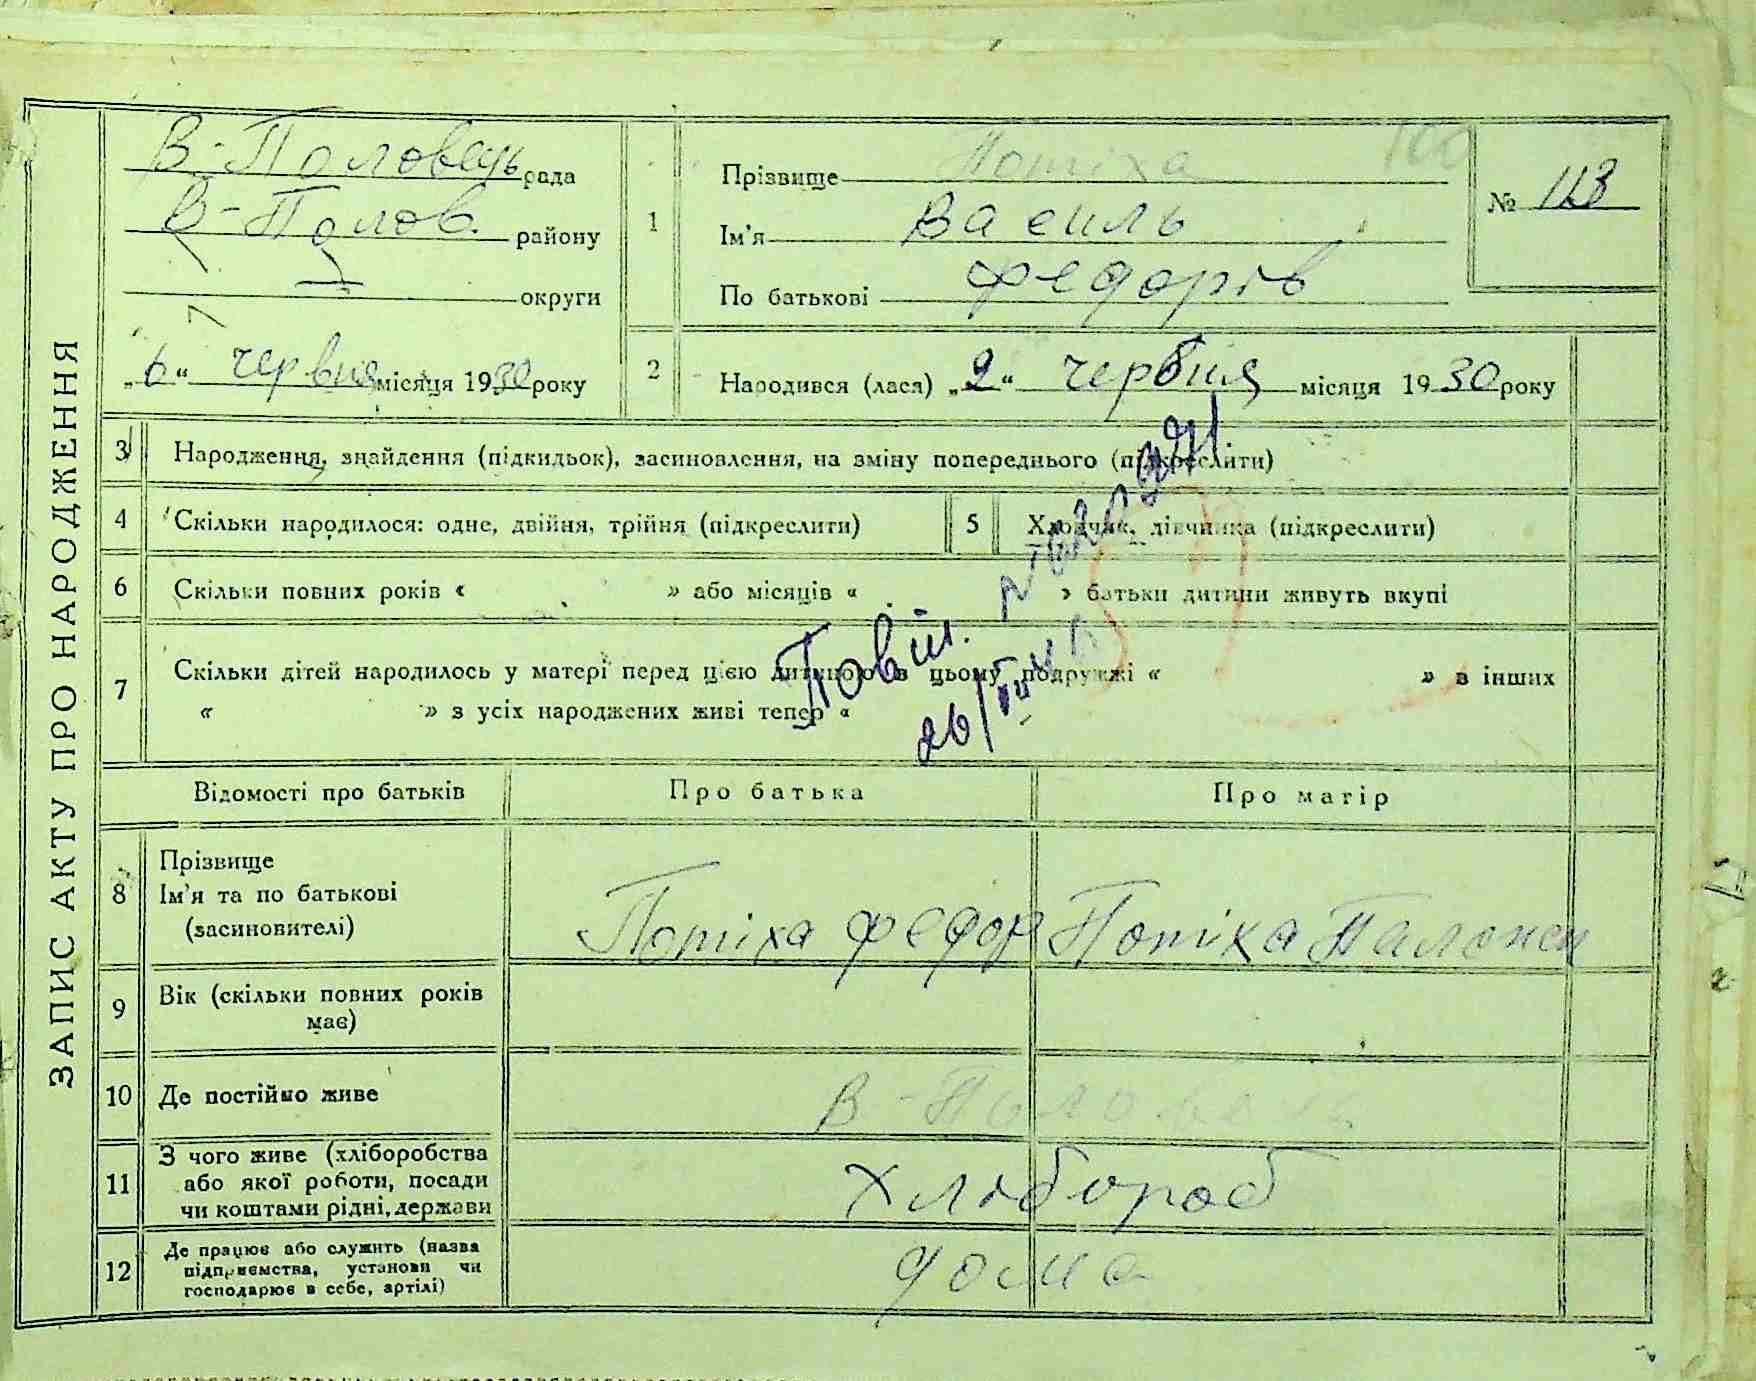 ЗАПИС АКТУ ПРО НАРОДЖЕННЯ
В-Половець рада
В-Полов. району
округи
„6“ червня місяця 1930 року
1
Прізвище Потіха
Ім'я Василь
По батькові Федорів
№ 113
100
2
Народився (лася) „2“ червня місяця 1930 року
3 Народження, знайдення (підкидьок), засиновлення, на зміну попереднього (підкреслити)
4 Скільки народилося: одне, двійня, трійня (підкреслити)
5 Хлопчик, дівчинка (підкреслити)
6 Скільки повних років « » або місяців « » батьки дитини живуть вкупі
7 Скільки дітей народилось у матері перед цією дитиною в цьому подружжі « » в інших
« » з усіх народжених живі тепер «
Відомості про батьків
Про батька
Про матір
8 Прізвище
Ім'я та по батькові
(засиновителі)
Потіха Федор
Потіха
9 Вік (скільки повних років
має)
10 Де постійно живе
В-Половець
11 З чого живе (хліборобства
або якої роботи, посади
чи коштами рідні, держави
Хлібороб
12 Де працює або служить (назва
підприємства, установи чи
господарює в себе, артілі)
дома